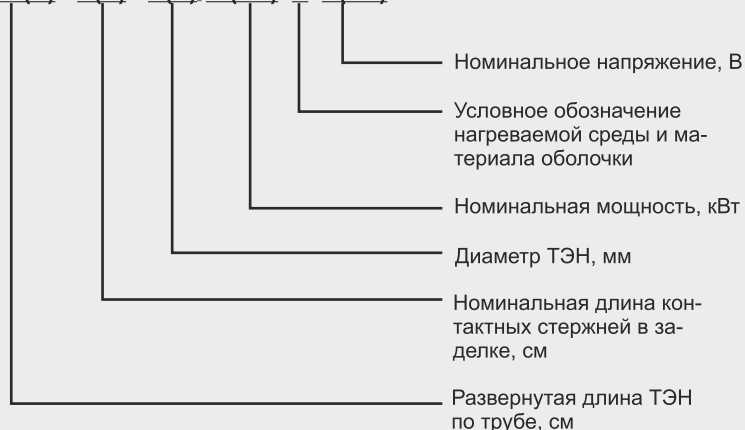 Номинальное напряжение, В
Условное обозначение
нагреваемой среды и ма-
териала оболочки
Номинальная мощность, кВт
Диаметр ТЭН, мм
Номинальная длина кон-
тактных стержней в за-
делке, см
Развернутая длина ТЭН
по трубе, см